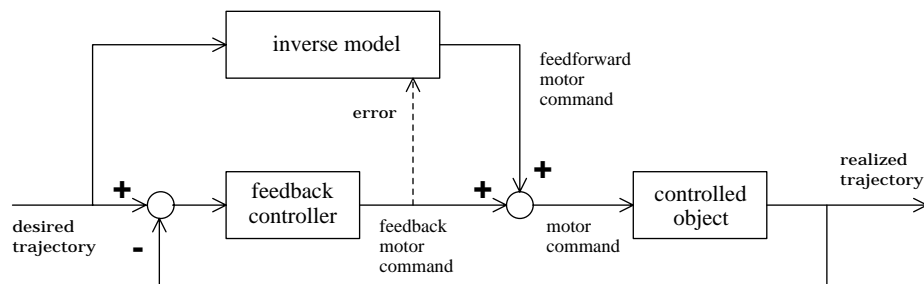 inverse model
feedforward
motor
command
error
+
+
+
-
feedback
controller
controlled
object
realized
trajectory
desired
trajectory
feedback
motor
command
motor
command